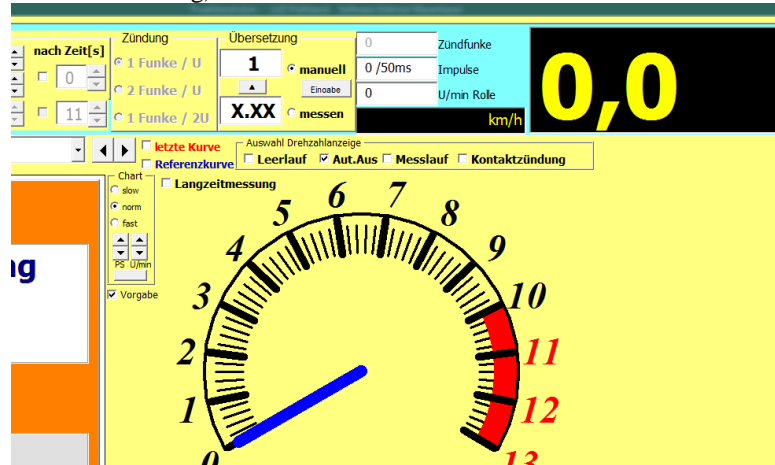 nach Zeit[s]
0
11
Zündung
1 Funke / U
2 Funke / U
1 Funke / 2U
Übersetzung
1
manuell
Eingabe
X.XX
messen
0
Zündfunke
0 /50ms
Impulse
0
U/min Rolle
km/h
0,0
letzte Kurve
Referenzkurve
Auswahl Drehzahlanzeige
Leerlauf
Aut.Aus
Messlauf
Kontaktzündung
Chart
slow
norm
fast
PS U/min
Vorgabe
Langzeitmessung
ng
0
1
2
3
4
5
6
7
8
9
10
11
12
13